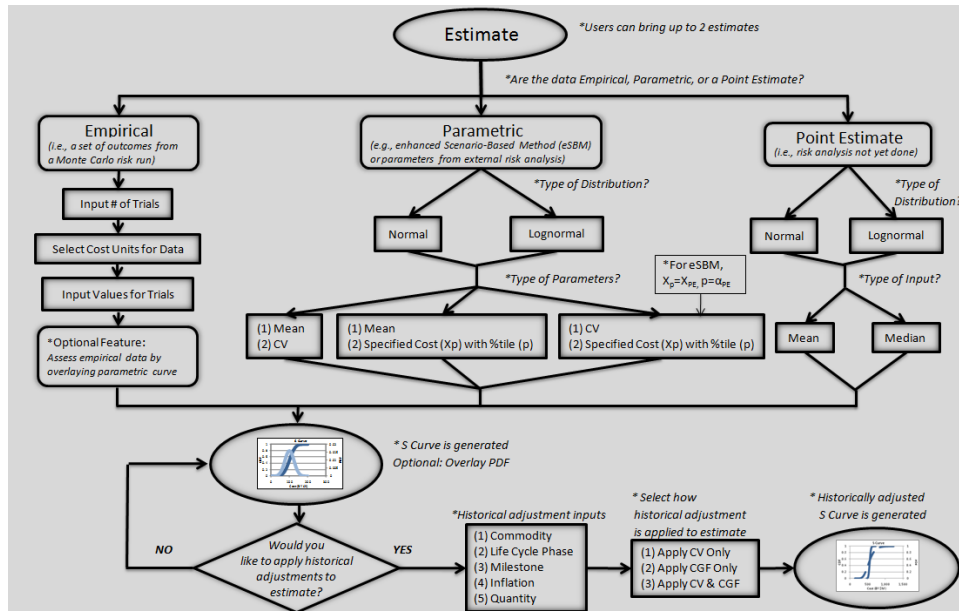 Estimate
*Users can bring up to 2 estimates
*Are the data Empirical, Parametric, or a Point Estimate?
Empirical
(i.e., a set of outcomes from
a Monte Carlo risk run)
Parametric
(e.g., enhanced Scenario-Based Method (eSBM)
or parameters from external risk analysis)
Point Estimate
(i.e., risk analysis not yet done)
Input # of Trials
Select Cost Units for Data
Input Values for Trials
*Optional Feature:
Assess empirical data by
overlaying parametric curve
*Type of Distribution?
Normal
Lognormal
*Type of Parameters?
*For eSBM,
Xp=XPE, p=αPE
(1) Mean
(2) CV
(1) Mean
(2) Specified Cost (Xp) with %tile (p)
(1) CV
(2) Specified Cost (Xp) with %tile (p)
*Type of
Distribution?
Normal
Lognormal
*Type of Input?
Mean
Median
S Curve
* S Curve is generated
Optional: Overlay PDF
NO
Would you
like to apply historical
adjustments to
estimate?
YES
*Historical adjustment inputs
(1) Commodity
(2) Life Cycle Phase
(3) Milestone
(4) Inflation
(5) Quantity
* Select how
historical adjustment
is applied to estimate
(1) Apply CV Only
(2) Apply CGF Only
(3) Apply CV & CGF
* Historically adjusted
S Curve is generated
S Curve